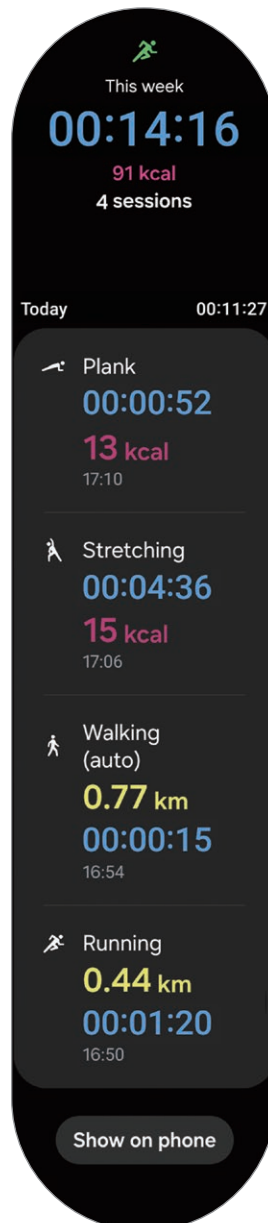 This week
00:14:16
91 kcal
4 sessions
Today 00:11:27
Plank
00:00:52
13 kcal
17:10
Stretching
00:04:36
15 kcal
17:06
Walking
(auto)
0.77 km
00:00:15
16:54
Running
0.44 km
00:01:20
16:50
Show on phone